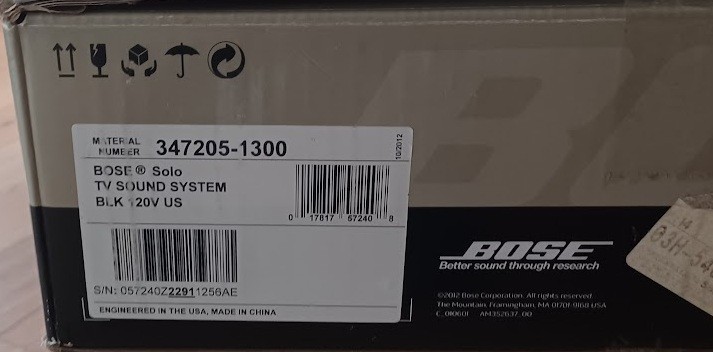 MATERIAL
NUMBER 347205-1300
10/2012
BOSE® Solo
TV SOUND SYSTEM
BLK 120V US
0 17817 57240 8
S/N: 057240Z22911256AE
ENGINEERED IN THE USA, MADE IN CHINA
BOSE
Better sound through research
©2012 Bose Corporation. All rights reserved.
The Mountain, Framingham, MA 01701-9168 USA
C_010601 AM352637_00